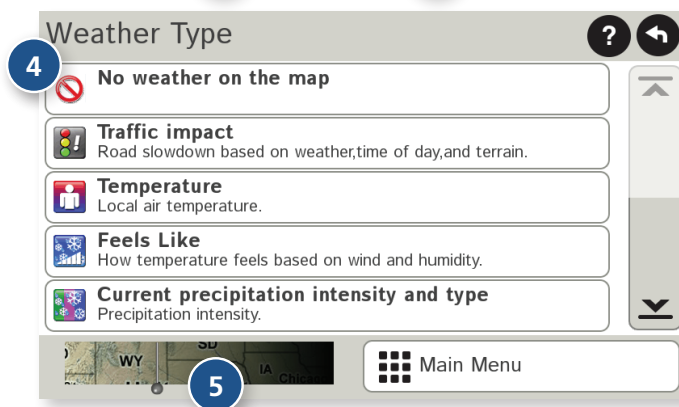 Weather Type
?
4
No weather on the map
Traffic impact
Road slowdown based on weather,time of day,and terrain.
Temperature
Local air temperature.
Feels Like
How temperature feels based on wind and humidity.
Current precipitation intensity and type
Precipitation intensity.
WY
SD
IA
Chicago
5
Main Menu